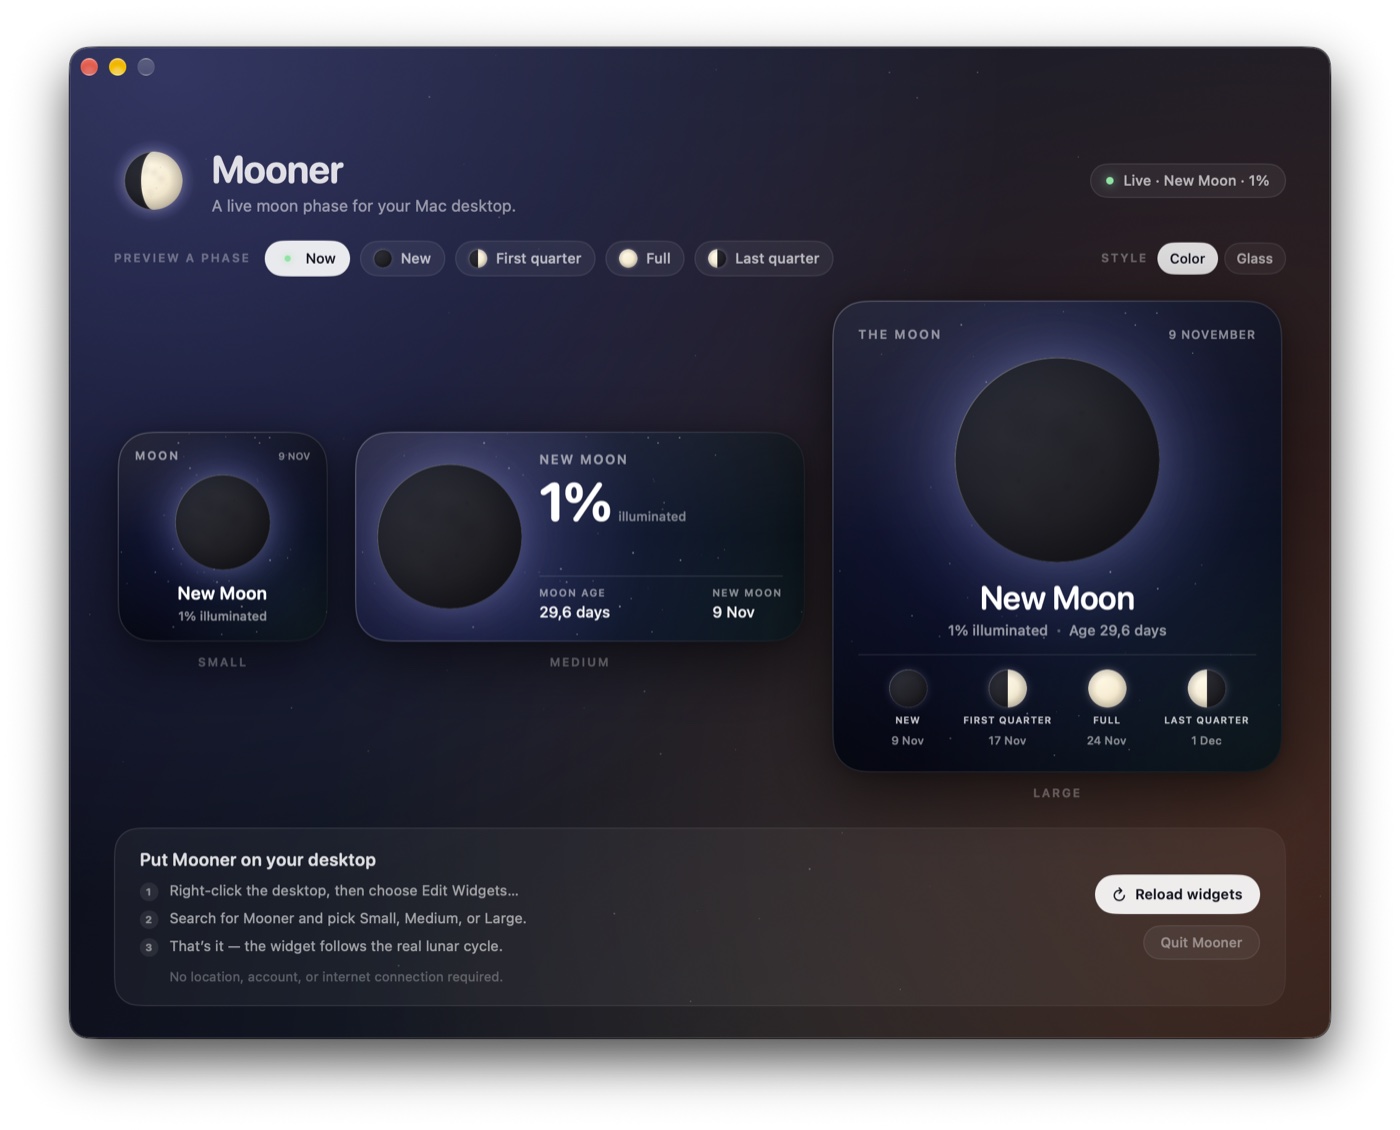 Mooner
A live moon phase for your Mac desktop.
Live · New Moon · 1%
PREVIEW A PHASE
Now
New
First quarter
Full
Last quarter
STYLE
Color
Glass
MOON
9 NOV
New Moon
1% illuminated
SMALL
NEW MOON
1% illuminated
MOON AGE
29,6 days
NEW MOON
9 Nov
MEDIUM
THE MOON
9 NOVEMBER
New Moon
1% illuminated · Age 29,6 days
NEW
9 Nov
FIRST QUARTER
17 Nov
FULL
24 Nov
LAST QUARTER
1 Dec
LARGE
Put Mooner on your desktop
1 Right-click the desktop, then choose Edit Widgets…
2 Search for Mooner and pick Small, Medium, or Large.
3 That’s it — the widget follows the real lunar cycle.
No location, account, or internet connection required.
Reload widgets
Quit Mooner